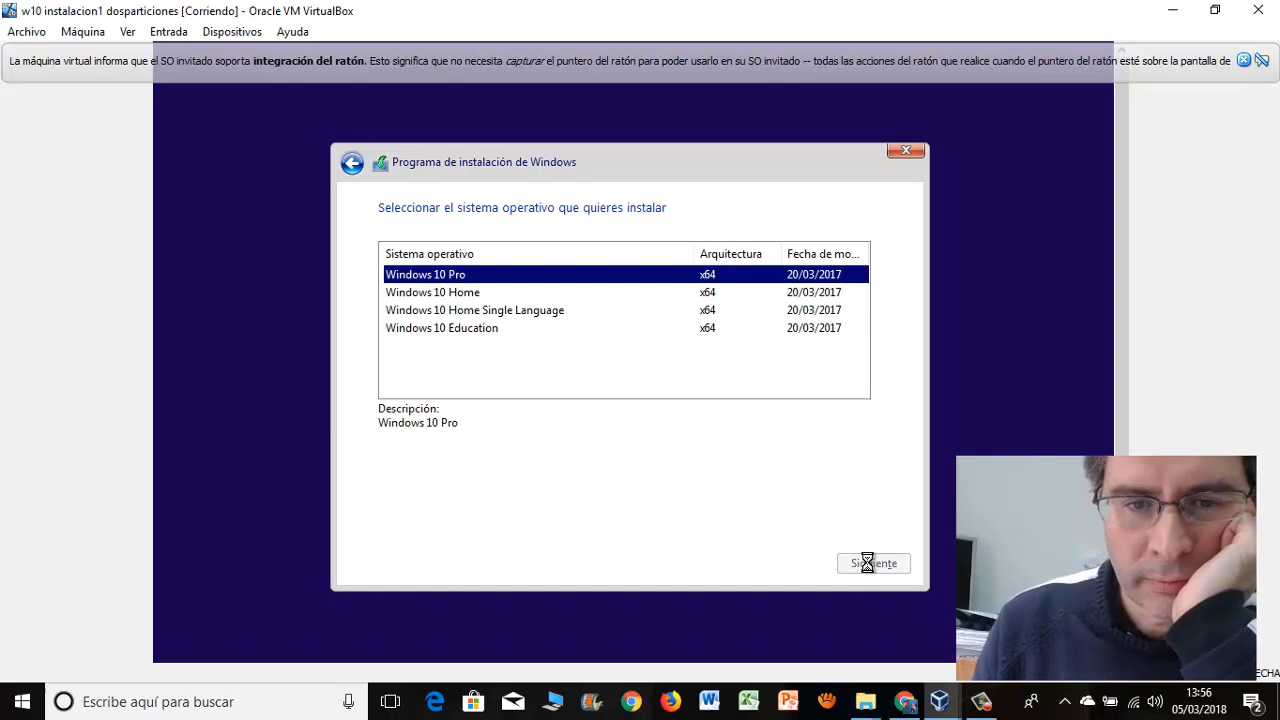 w10 instalacion1 dosparticiones [Corriendo] - Oracle VM VirtualBox
Archivo Máquina Ver Entrada Dispositivos Ayuda
La máquina virtual informa que el SO invitado soporta integración del ratón. Esto significa que no necesita capturar el puntero del ratón para poder usarlo en su SO invitado -- todas las acciones del ratón que realice cuando el puntero del ratón esté sobre la pantalla de
Programa de instalación de Windows
Seleccionar el sistema operativo que quieres instalar
Sistema operativo Arquitectura Fecha de mo...
Windows 10 Pro x64 20/03/2017
Windows 10 Home x64 20/03/2017
Windows 10 Home Single Language x64 20/03/2017
Windows 10 Education x64 20/03/2017
Descripción:
Windows 10 Pro
Siguiente
ECHA
Escribe aquí para buscar
13:56
05/03/2018
2